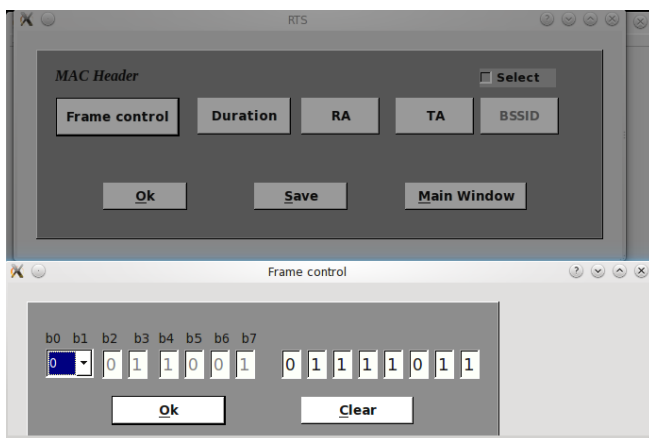 RTS
MAC Header
Select
Frame control Duration RA TA BSSID
Ok Save Main Window
Frame control
b0 b1 b2 b3 b4 b5 b6 b7
0 0 1 1 0 0 1 0 1 1 1 1 0 1 1
Ok Clear